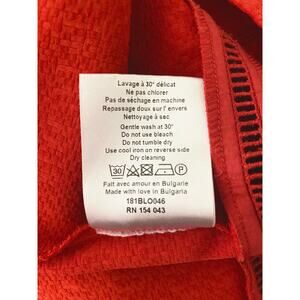 Lavage à 30° délicat
Ne pas chlorer
Pas de séchage en machine
Repassage doux sur l' envers
Nettoyage à sec
Gentle wash at 30°
Do not use bleach
Do not tumble dry
Use cool iron on reverse side
Dry cleaning
30
Fait avec amour en Bulgarie
Made with love in Bulgaria
181BLO046
RN 154 043